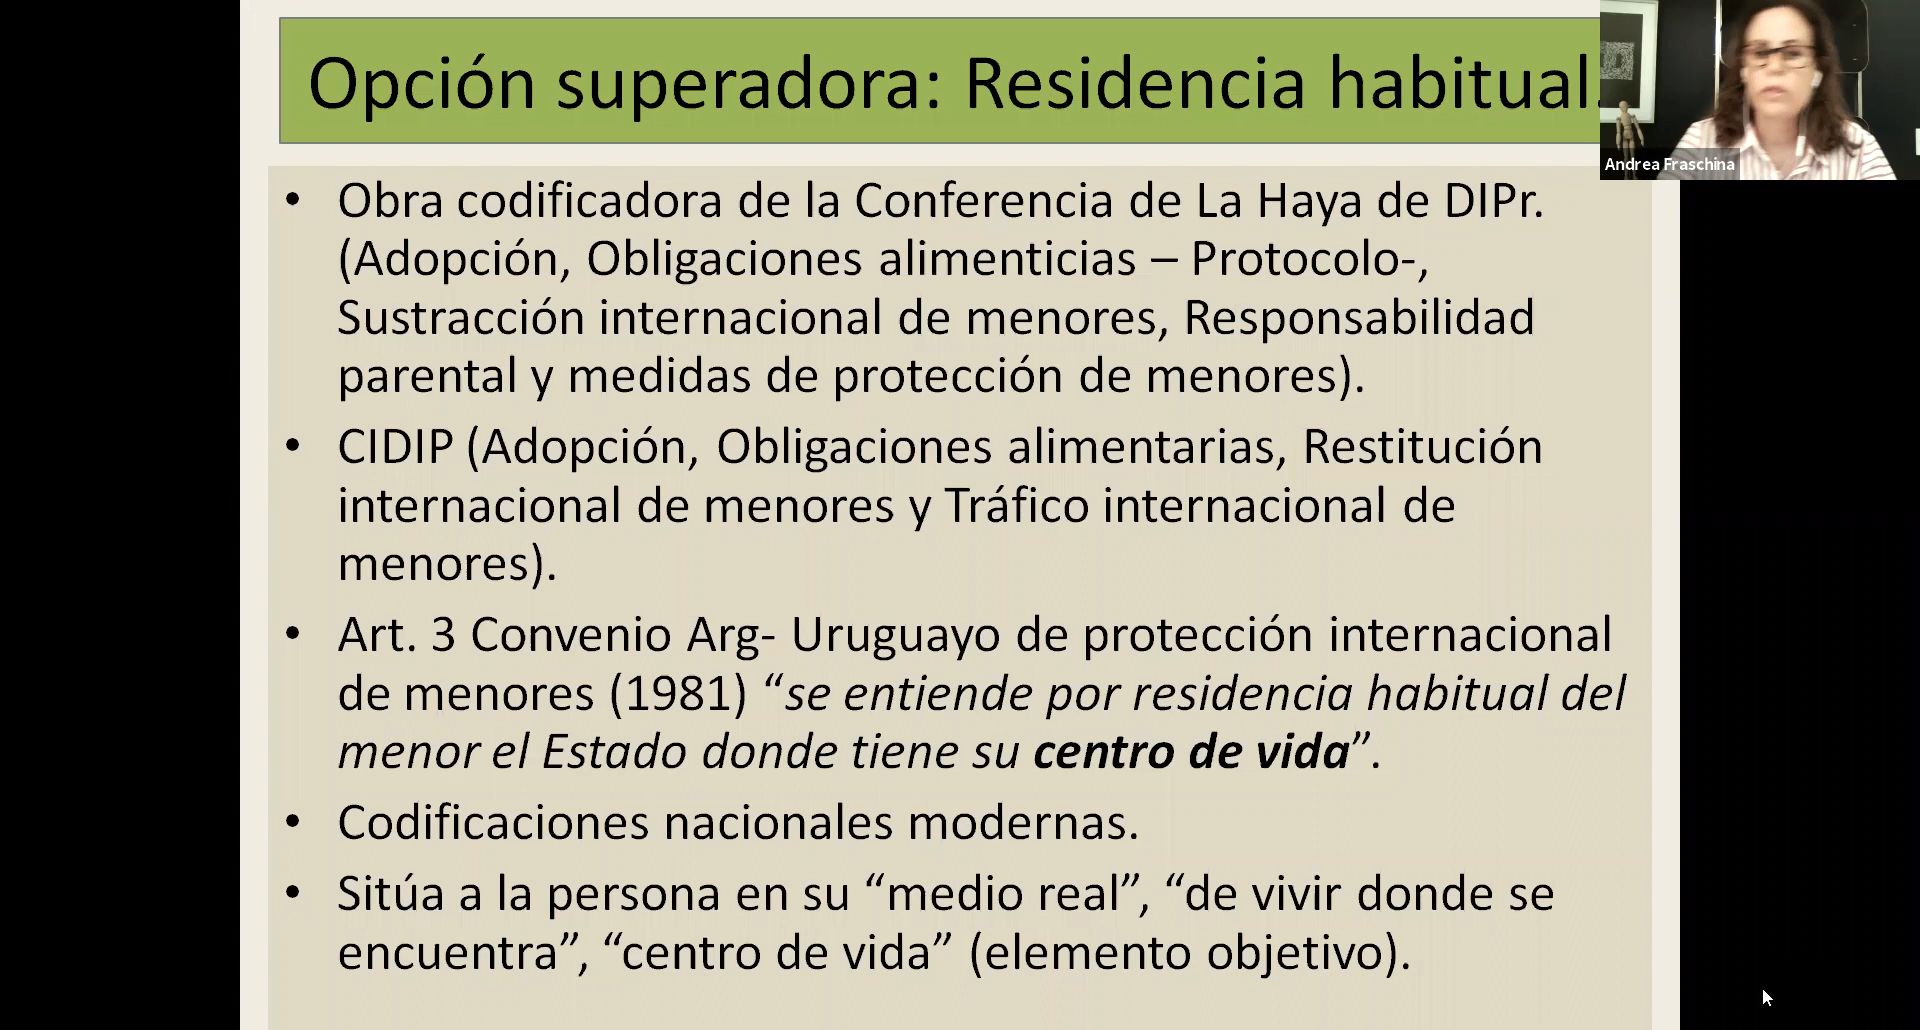 Opción superadora: Residencia habitual.
Andrea Fraschina
• Obra codificadora de la Conferencia de La Haya de DIPr.
(Adopción, Obligaciones alimenticias – Protocolo-,
Sustracción internacional de menores, Responsabilidad
parental y medidas de protección de menores).
• CIDIP (Adopción, Obligaciones alimentarias, Restitución
internacional de menores y Tráfico internacional de
menores).
• Art. 3 Convenio Arg- Uruguayo de protección internacional
de menores (1981) “se entiende por residencia habitual del
menor el Estado donde tiene su centro de vida”.
• Codificaciones nacionales modernas.
• Sitúa a la persona en su “medio real”, “de vivir donde se
encuentra”, “centro de vida” (elemento objetivo).